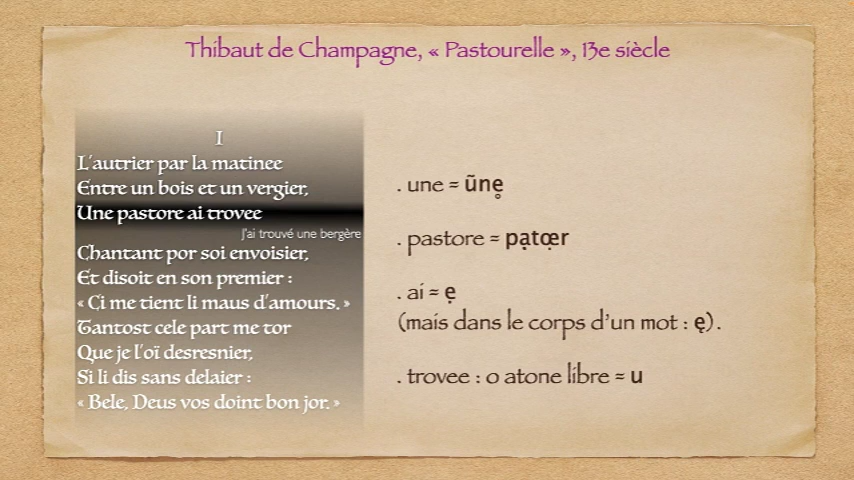 Thibaut de Champagne, « Pastourelle », 13e siècle
I
L'autrier par la matinee
Entre un bois et un vergier,
Une pastore ai trovee
J'ai trouvé une bergère
Chantant por soi envoisier,
Et disoit en son premier :
« Ci me tient li maus d'amours. »
Tantost cele part me tor
Que je l'oï desresnier,
Si li dis sans delaier :
« Bele, Deus vos doint bon jor. »
. une = ũnę̥
. pastore = pạtœ̣r
. ai = ẹ
(mais dans le corps d'un mot : ę).
. trovee : o atone libre = u